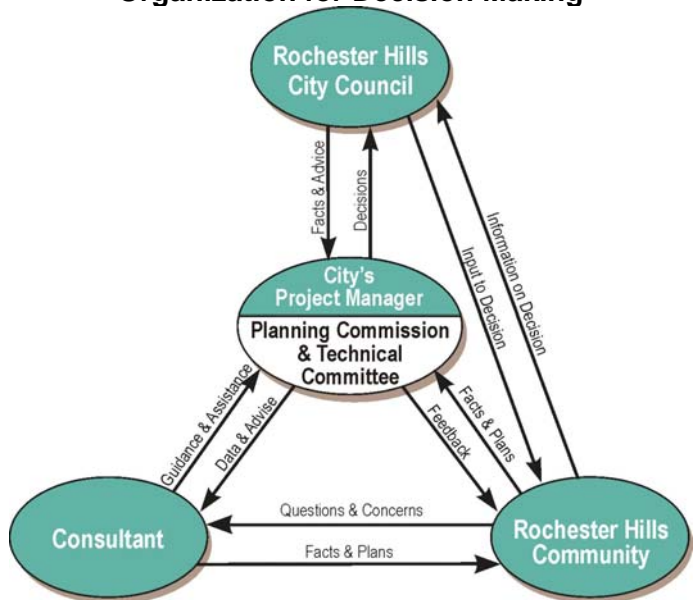 Organization for Decision Making
Rochester Hills
City Council
Facts & Advice
Decisions
Input to Decision
Information on Decision
City's
Project Manager
Planning Commission
& Technical
Committee
Guidance & Assistance
Data & Advise
Feedback
Facts & Plans
Questions & Concerns
Facts & Plans
Consultant
Rochester Hills
Community